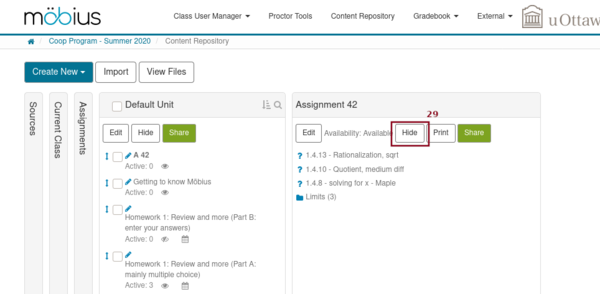 möbius
Class User Manager Proctor Tools Content Repository Gradebook External uOttawa
Coop Program - Summer 2020 Content Repository
Create New Import View Files
Sources
Current Class
Assignments
Default Unit
Edit Hide Share
A 42
Active: 0
Getting to know Möbius
Active: 0
Homework 1: Review and more (Part B:
enter your answers)
Active: 0
Homework 1: Review and more (Part A:
mainly multiple choice)
Active: 3
Assignment 42
29
Edit Availability: Available Hide Print Share
1.4.13 - Rationalization, sqrt
1.4.10 - Quotient, medium diff
1.4.8 - solving for x - Maple
Limits (3)